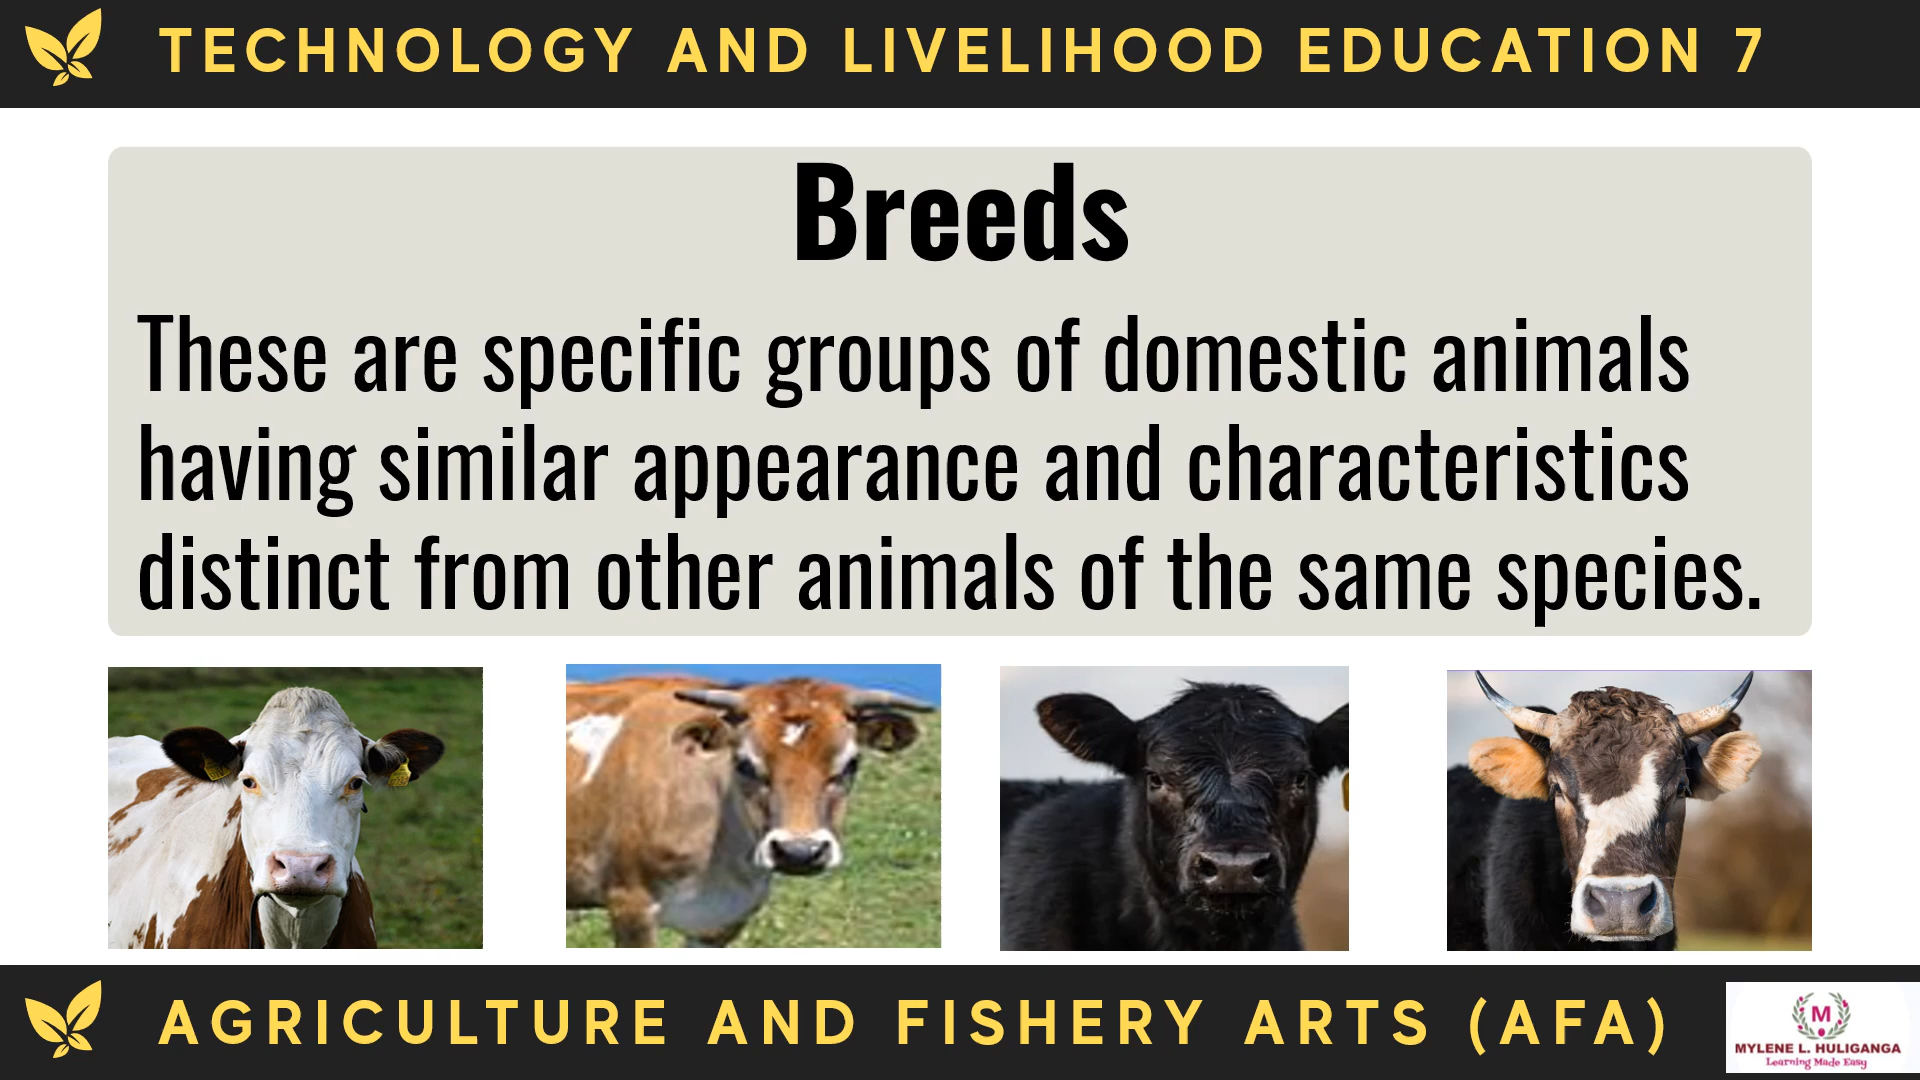 TECHNOLOGY AND LIVELIHOOD EDUCATION 7
Breeds
These are specific groups of domestic animals
having similar appearance and characteristics
distinct from other animals of the same species.
AGRICULTURE AND FISHERY ARTS (AFA)
M
MYLENE L. HULIGANGA
Learning Made Easy